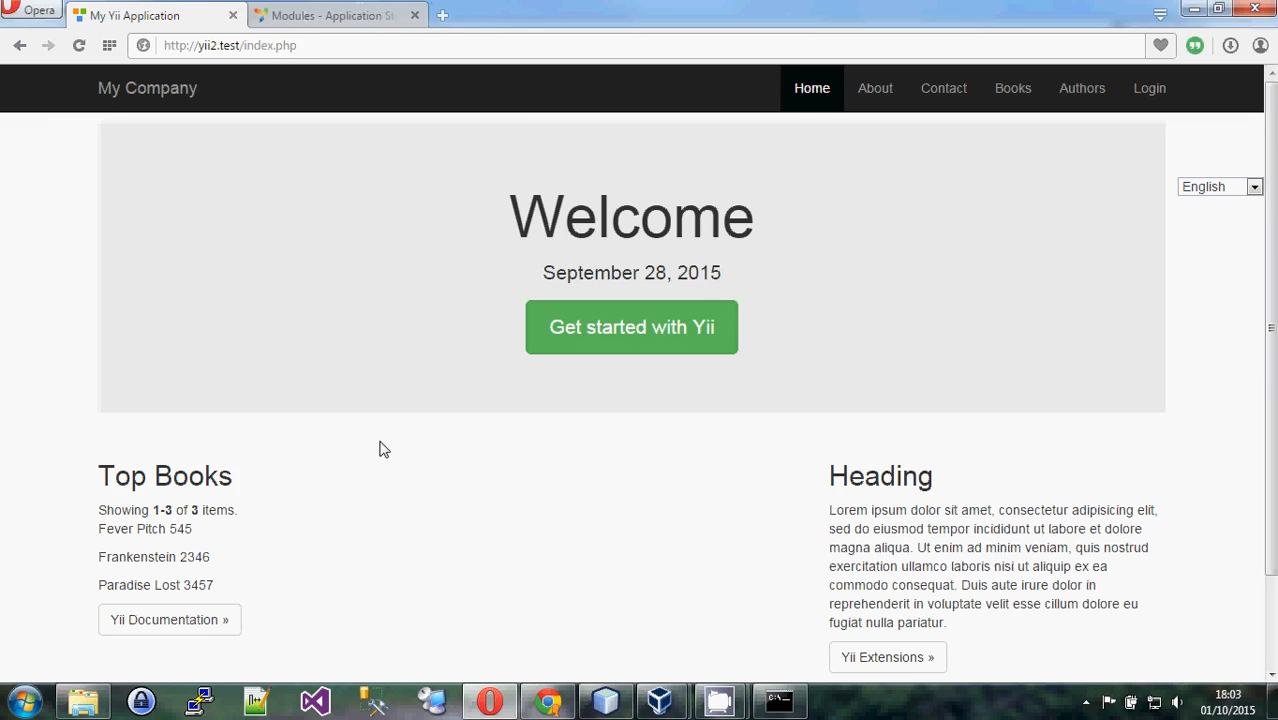 Opera
My Yii Application
Modules - Application St
http://yii2.test/index.php
My Company
Home
About
Contact
Books
Authors
Login
English
Welcome
September 28, 2015
Get started with Yii
Top Books
Showing 1-3 of 3 items.
Fever Pitch 545
Frankenstein 2346
Paradise Lost 3457
Yii Documentation »
Heading
Lorem ipsum dolor sit amet, consectetur adipisicing elit,
sed do eiusmod tempor incididunt ut labore et dolore
magna aliqua. Ut enim ad minim veniam, quis nostrud
exercitation ullamco laboris nisi ut aliquip ex ea
commodo consequat. Duis aute irure dolor in
reprehenderit in voluptate velit esse cillum dolore eu
fugiat nulla pariatur.
Yii Extensions »
18:03
01/10/2015